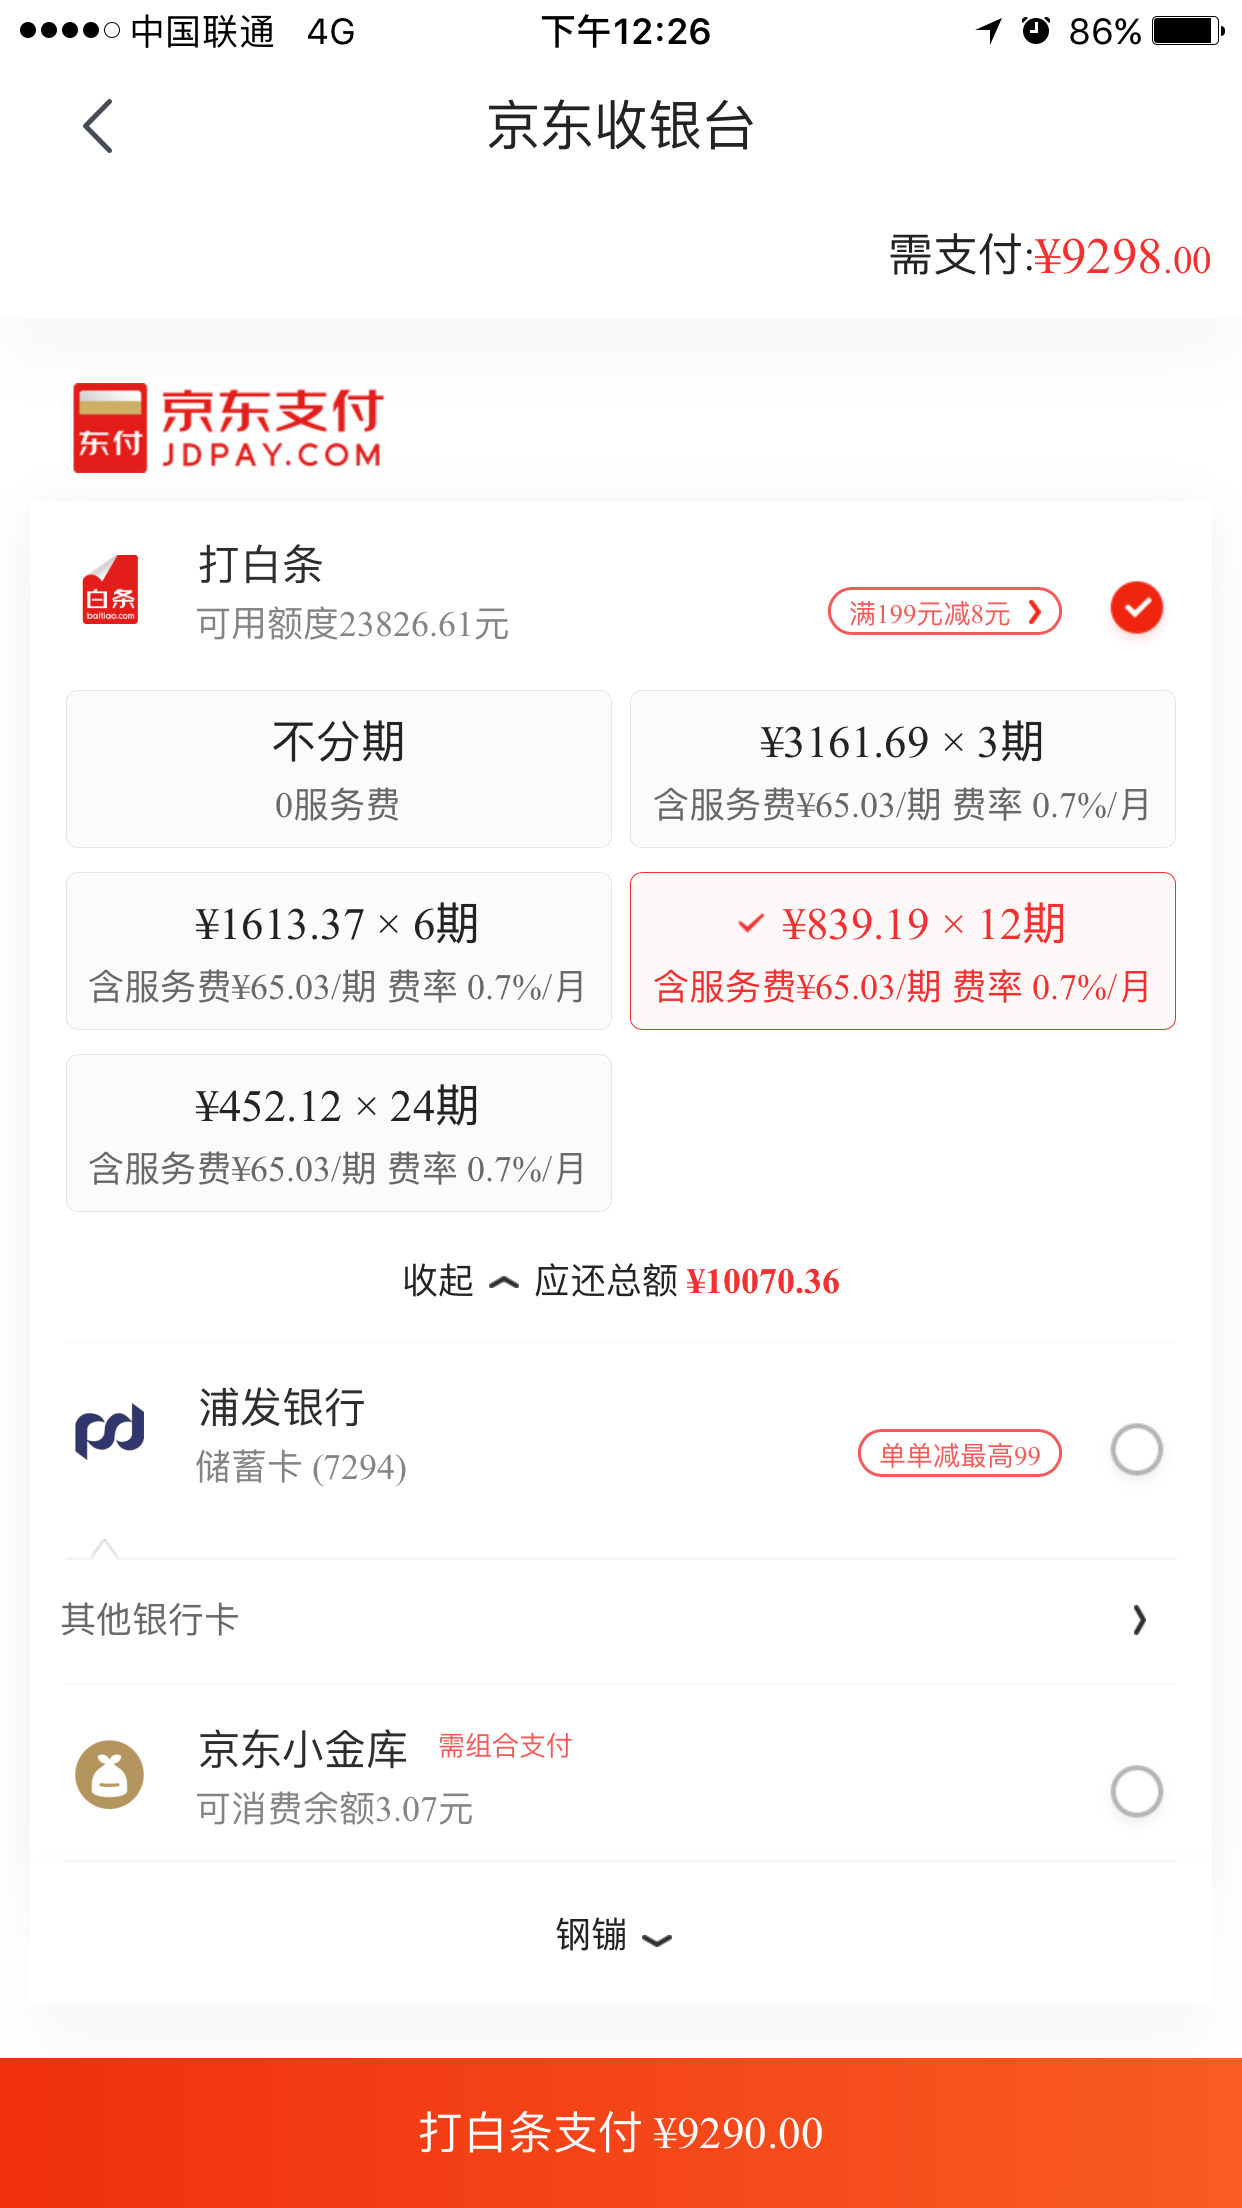 中国联通 4G 下午12:26 86%
京东收银台
需支付:¥9298.00
东付
京东支付
JDPAY.COM
打白条
白条
baitiao.com
可用额度23826.61元
满199元减8元
不分期
0服务费
¥3161.69 × 3期
含服务费¥65.03/期 费率 0.7%/月
¥1613.37 × 6期
含服务费¥65.03/期 费率 0.7%/月
¥839.19 × 12期
含服务费¥65.03/期 费率 0.7%/月
¥452.12 × 24期
含服务费¥65.03/期 费率 0.7%/月
收起 应还总额 ¥10070.36
浦发银行
储蓄卡 (7294)
单单减最高99
其他银行卡
京东小金库 需组合支付
可消费余额3.07元
钢镚
打白条支付 ¥9290.00